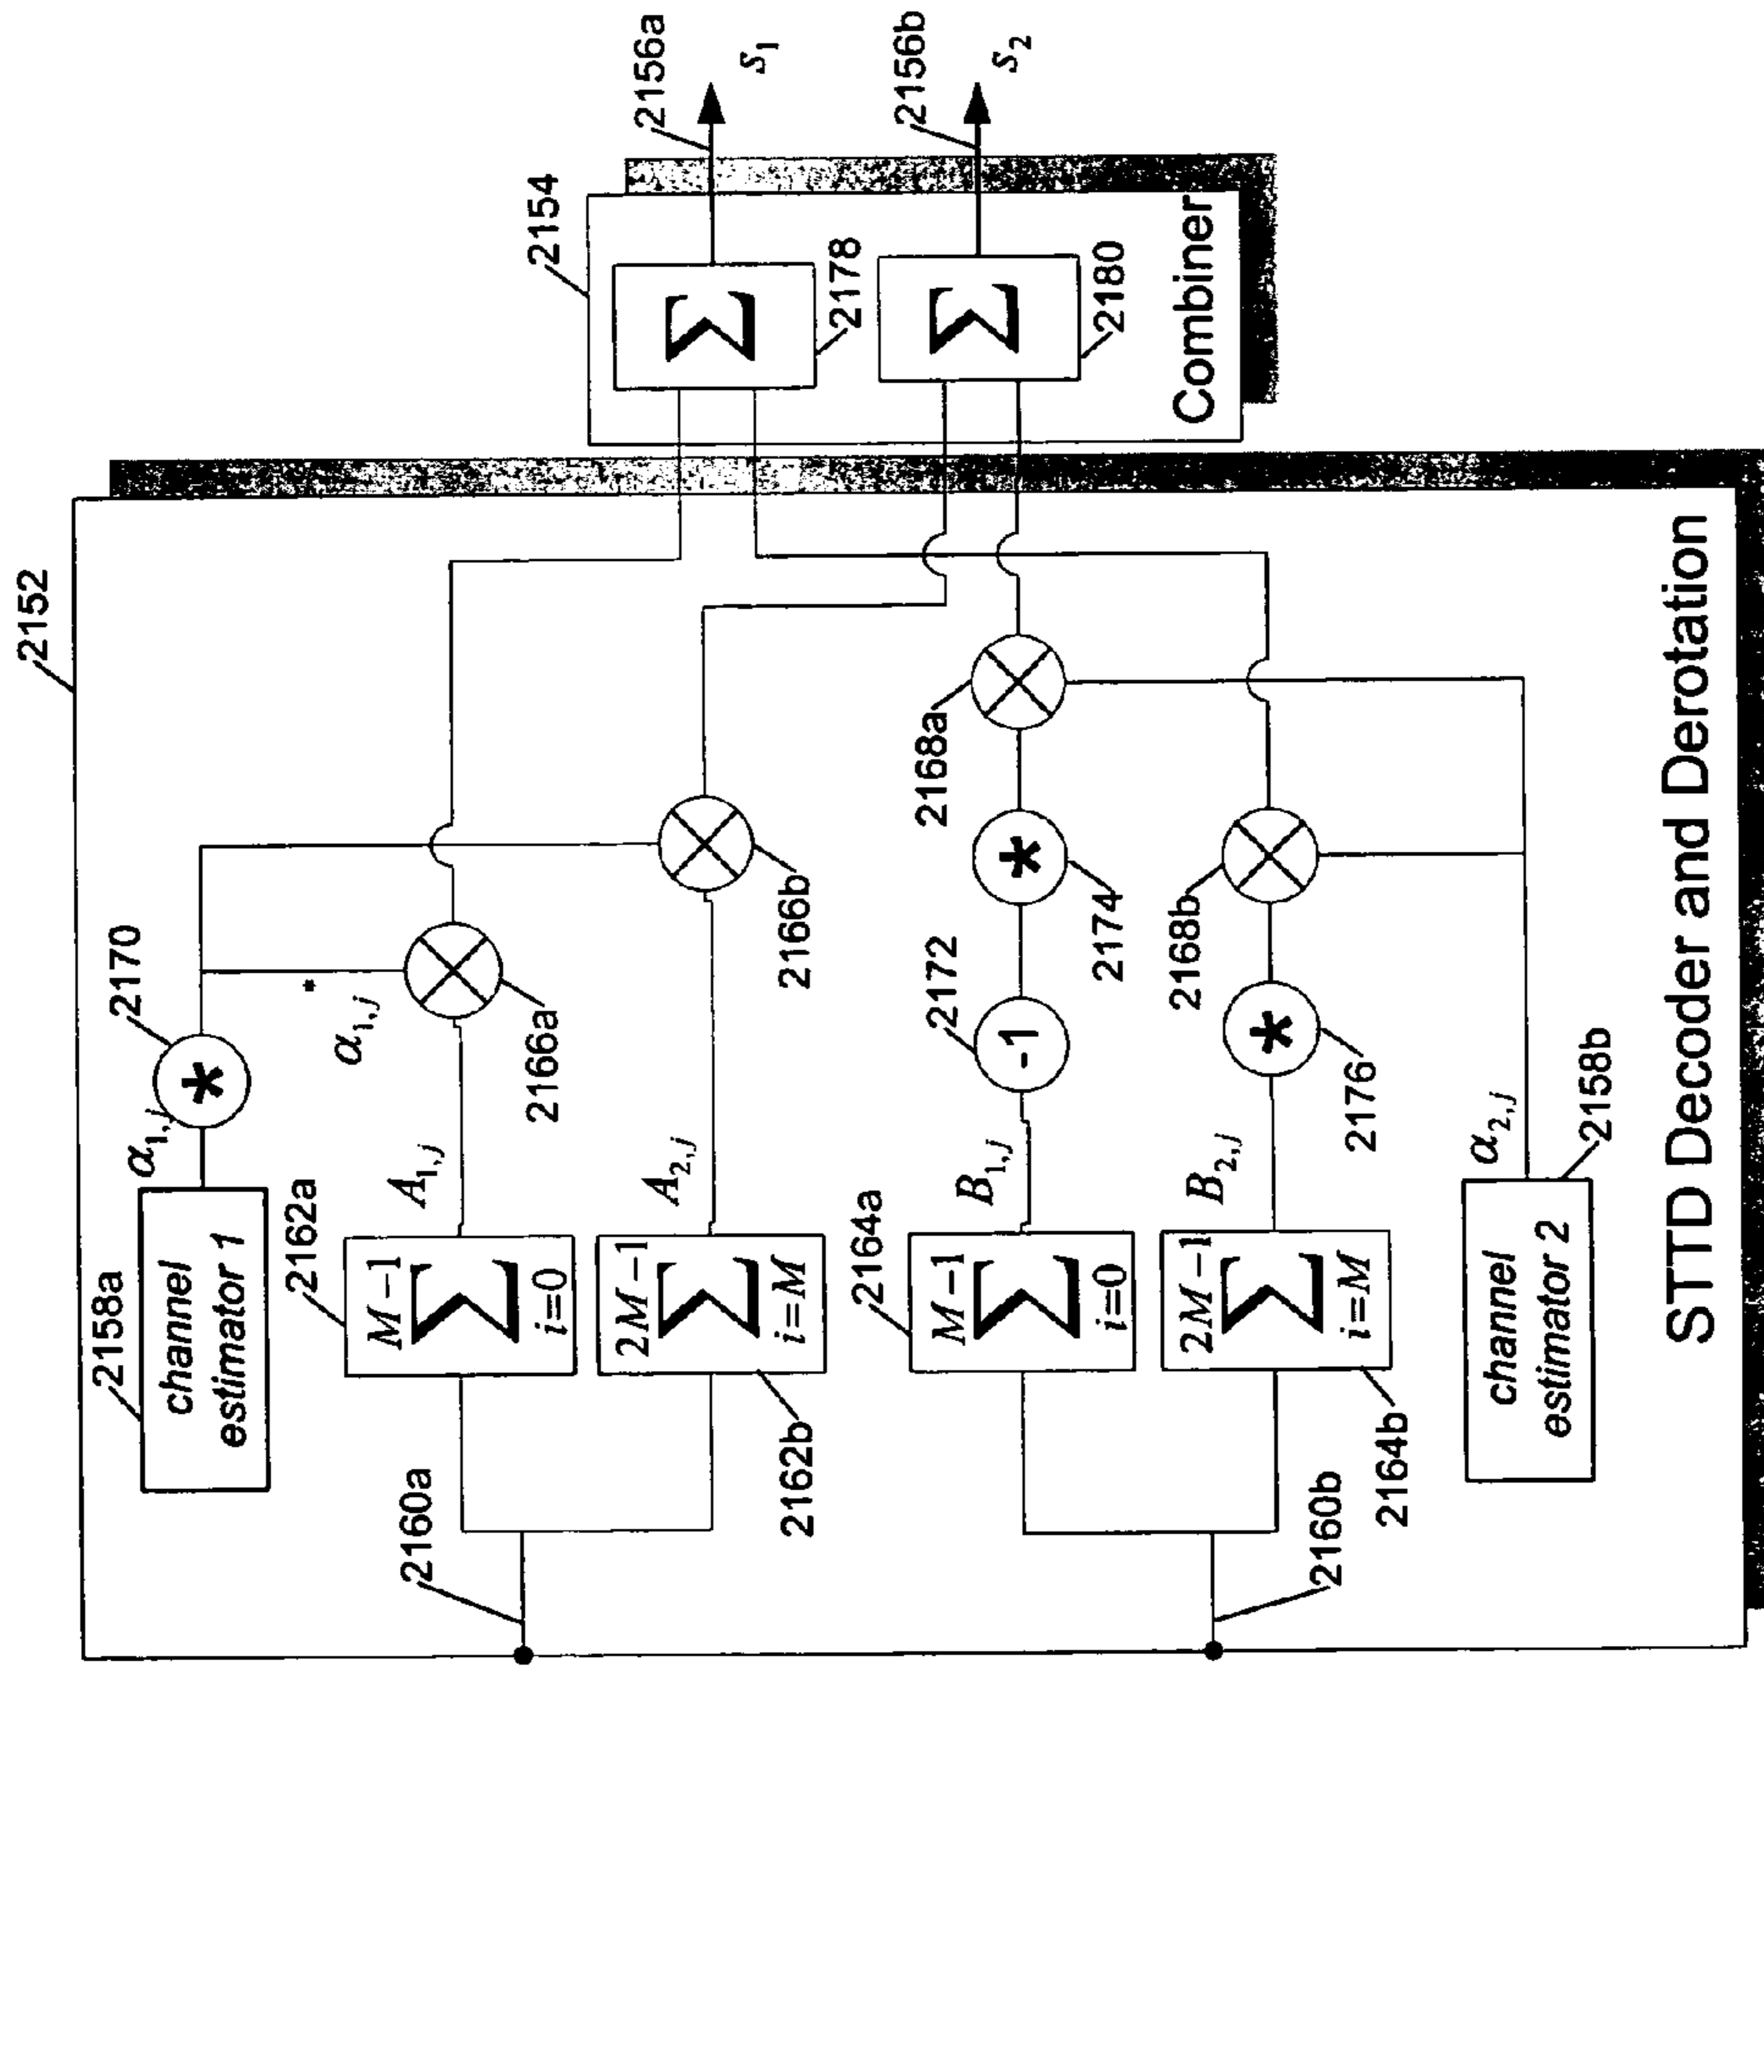 2152
2158a
channel
estimator 1
α1,j
2170
*
α1,j*
2162a
M−1
Σ
i=0
A1,j
2166a
2160a
2M−1
Σ
i=M
2162b
A2,j
2166b
2164a
M−1
Σ
i=0
B1,j
2172
-1
*
2174
2168a
2160b
2M−1
Σ
i=M
2164b
B2,j
*
2176
2168b
channel
estimator 2
α2,j
2158b
STTD Decoder and Derotation
2154
Σ
2178
2156a
s1
Σ
2180
2156b
s2
Combiner